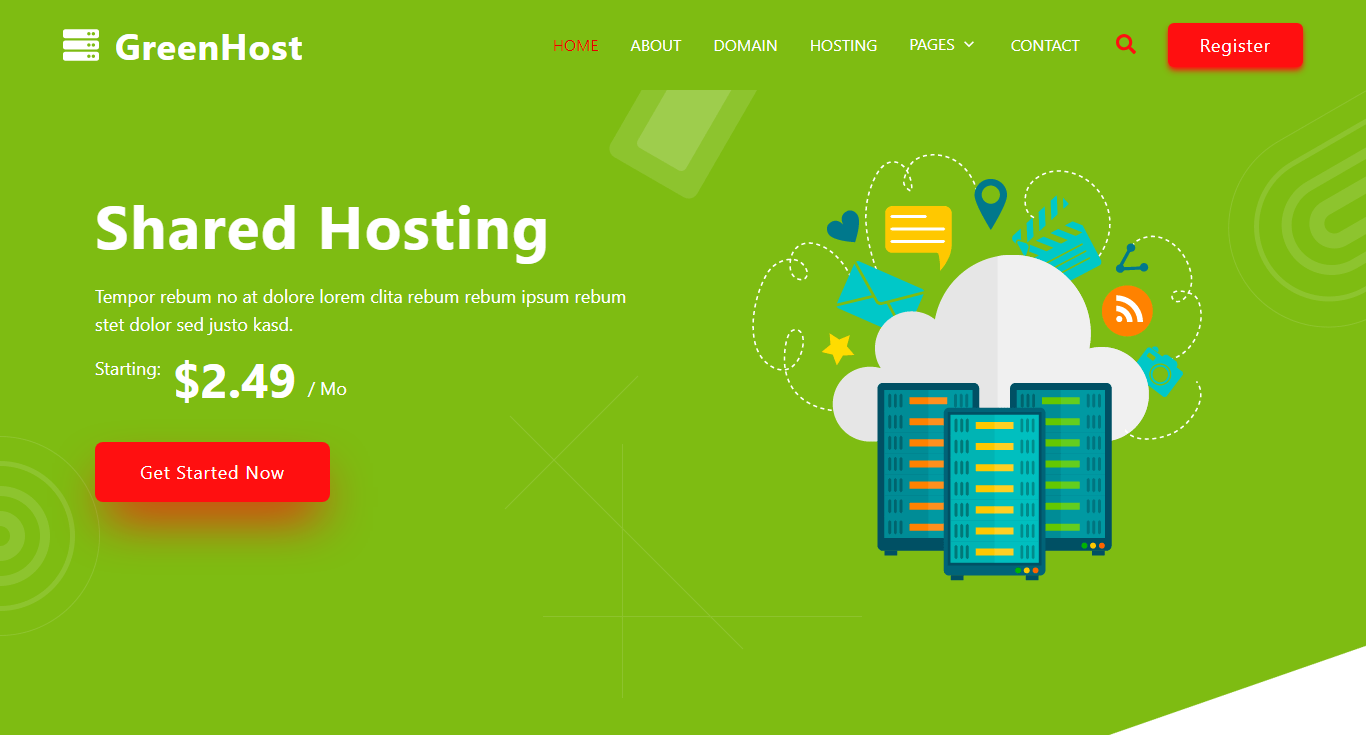 GreenHost
HOME ABOUT DOMAIN HOSTING PAGES CONTACT Register
Shared Hosting
Tempor rebum no at dolore lorem clita rebum rebum ipsum rebum
stet dolor sed justo kasd.
Starting: $2.49 / Mo
Get Started Now